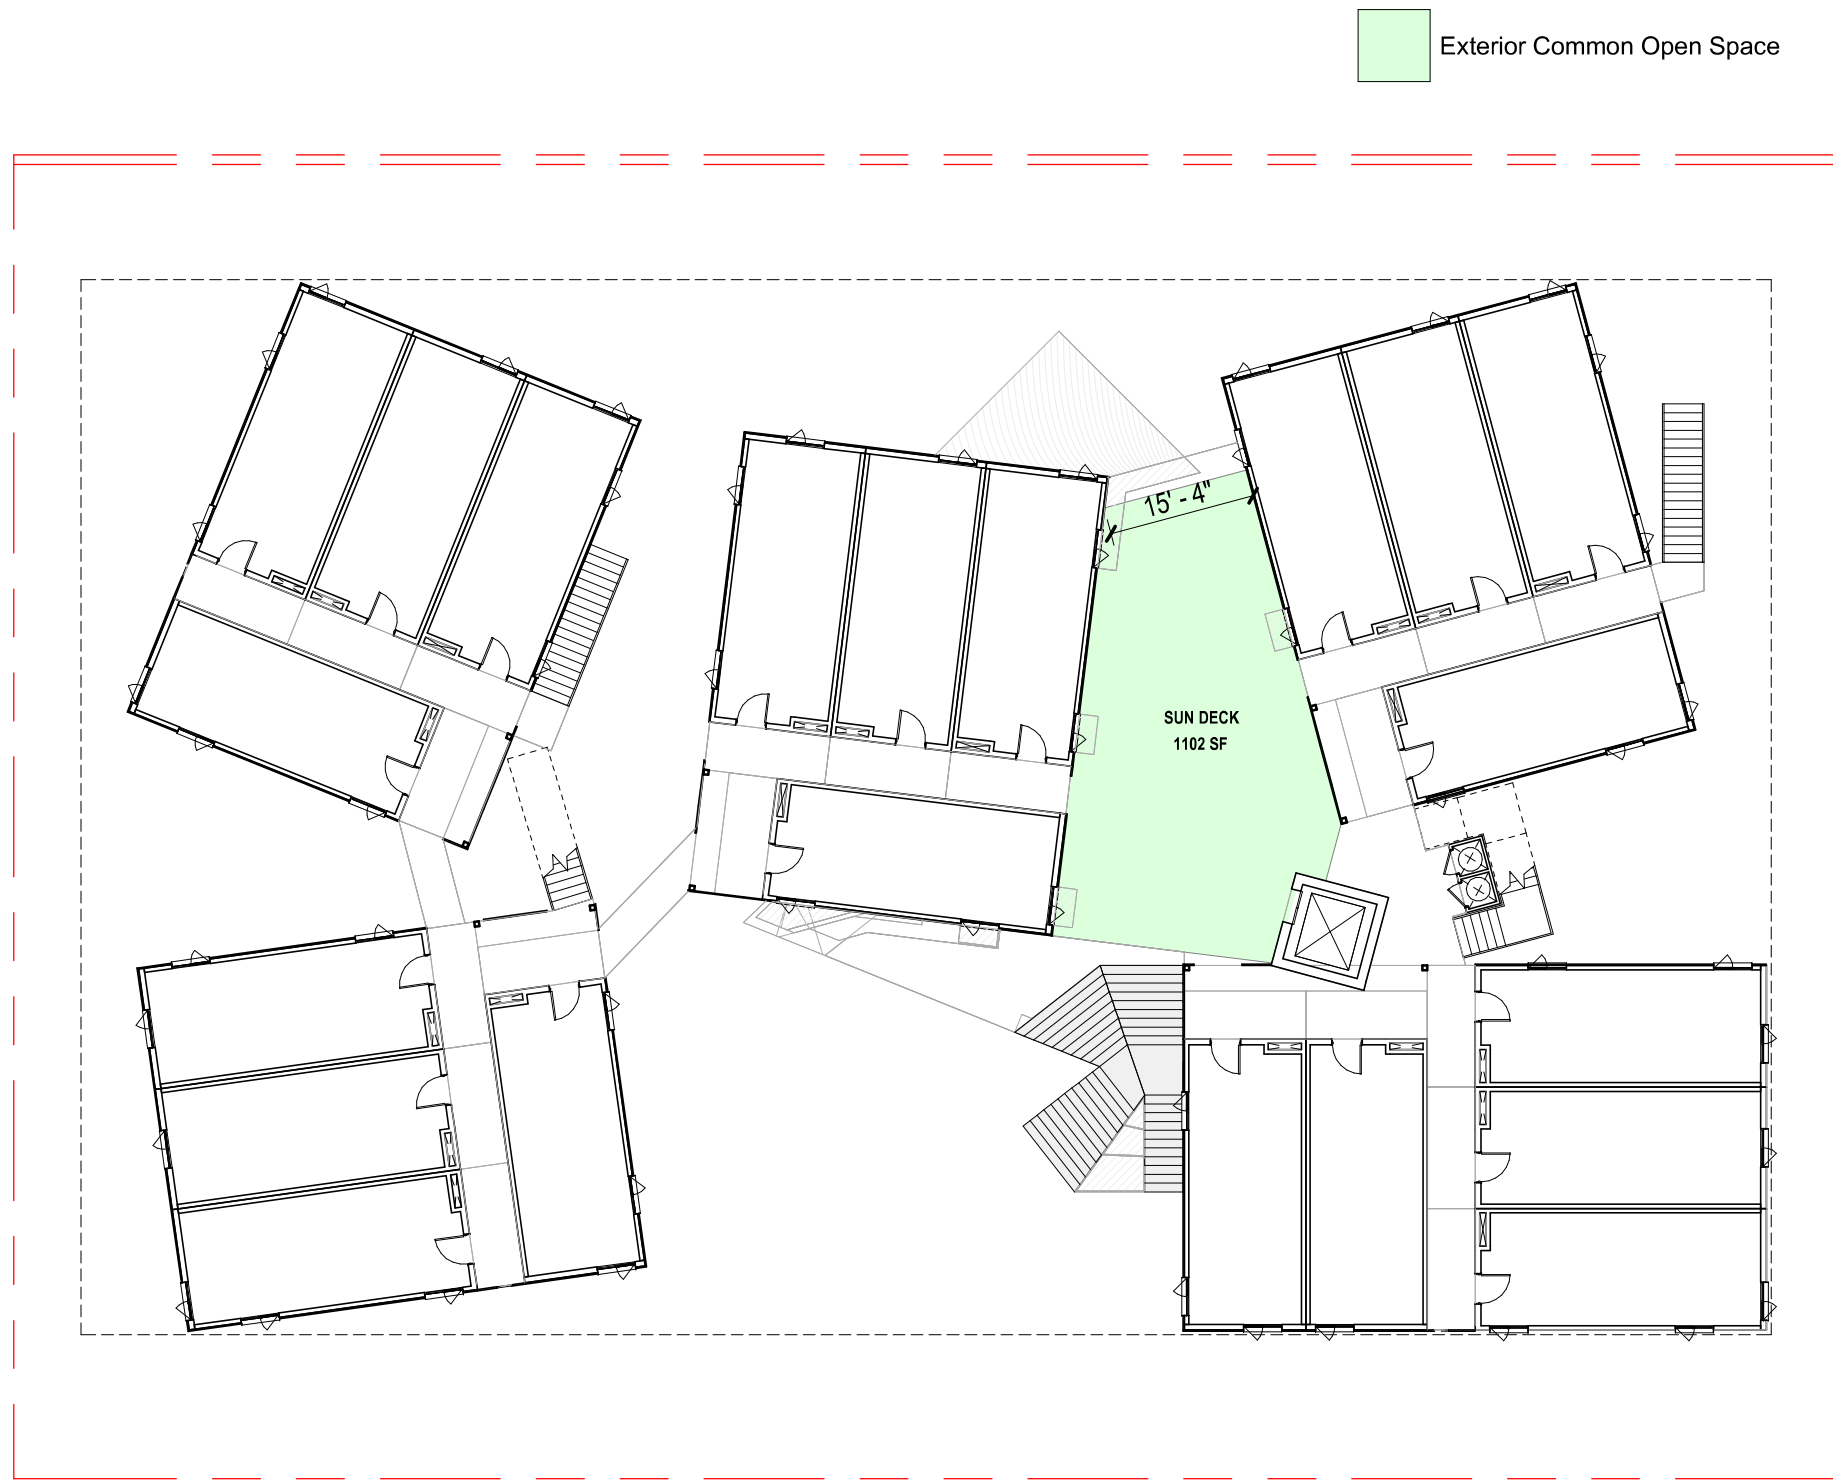 Exterior Common Open Space
15' - 4"
SUN DECK
1102 SF